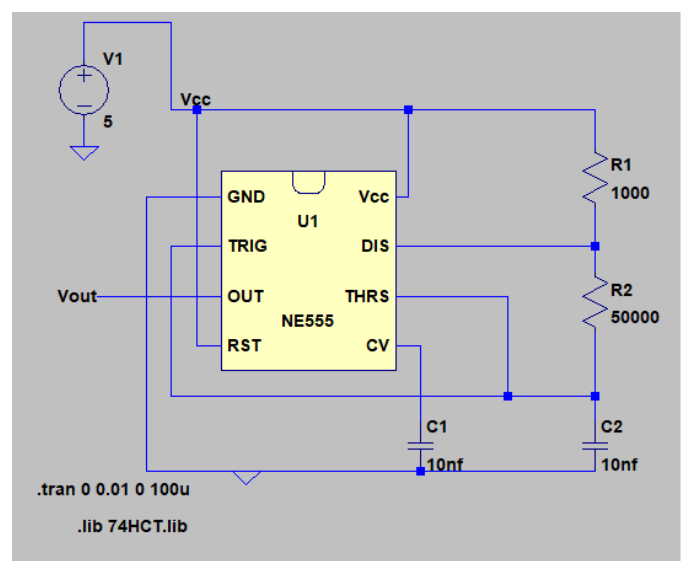 V1
5
Vcc
GND
Vcc
U1
TRIG
DIS
Vout
OUT
THRS
NE555
RST
CV
R1
1000
R2
50000
C1
10nf
C2
10nf
.tran 0 0.01 0 100u
.lib 74HCT.lib